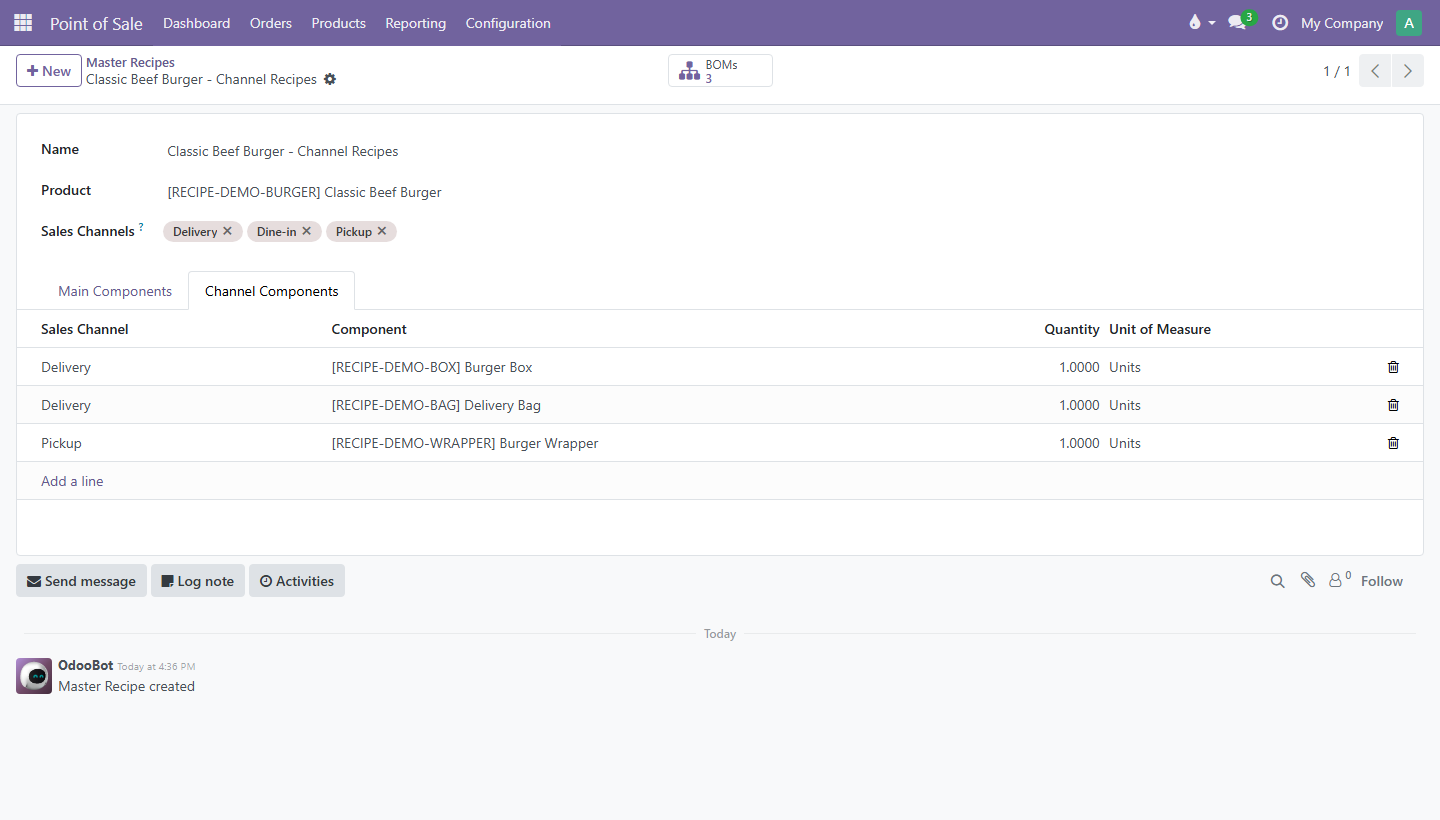 Point of Sale Dashboard Orders Products Reporting Configuration 3 My Company A
New
Master Recipes
Classic Beef Burger - Channel Recipes
BOMs
3
1 / 1
Name Classic Beef Burger - Channel Recipes
Product [RECIPE-DEMO-BURGER] Classic Beef Burger
Sales Channels ? Delivery ✕ Dine-in ✕ Pickup ✕
Main Components Channel Components
Sales Channel Component Quantity Unit of Measure
Delivery [RECIPE-DEMO-BOX] Burger Box 1.0000 Units
Delivery [RECIPE-DEMO-BAG] Delivery Bag 1.0000 Units
Pickup [RECIPE-DEMO-WRAPPER] Burger Wrapper 1.0000 Units
Add a line
Send message Log note Activities 0 Follow
Today
OdooBot Today at 4:36 PM
Master Recipe created